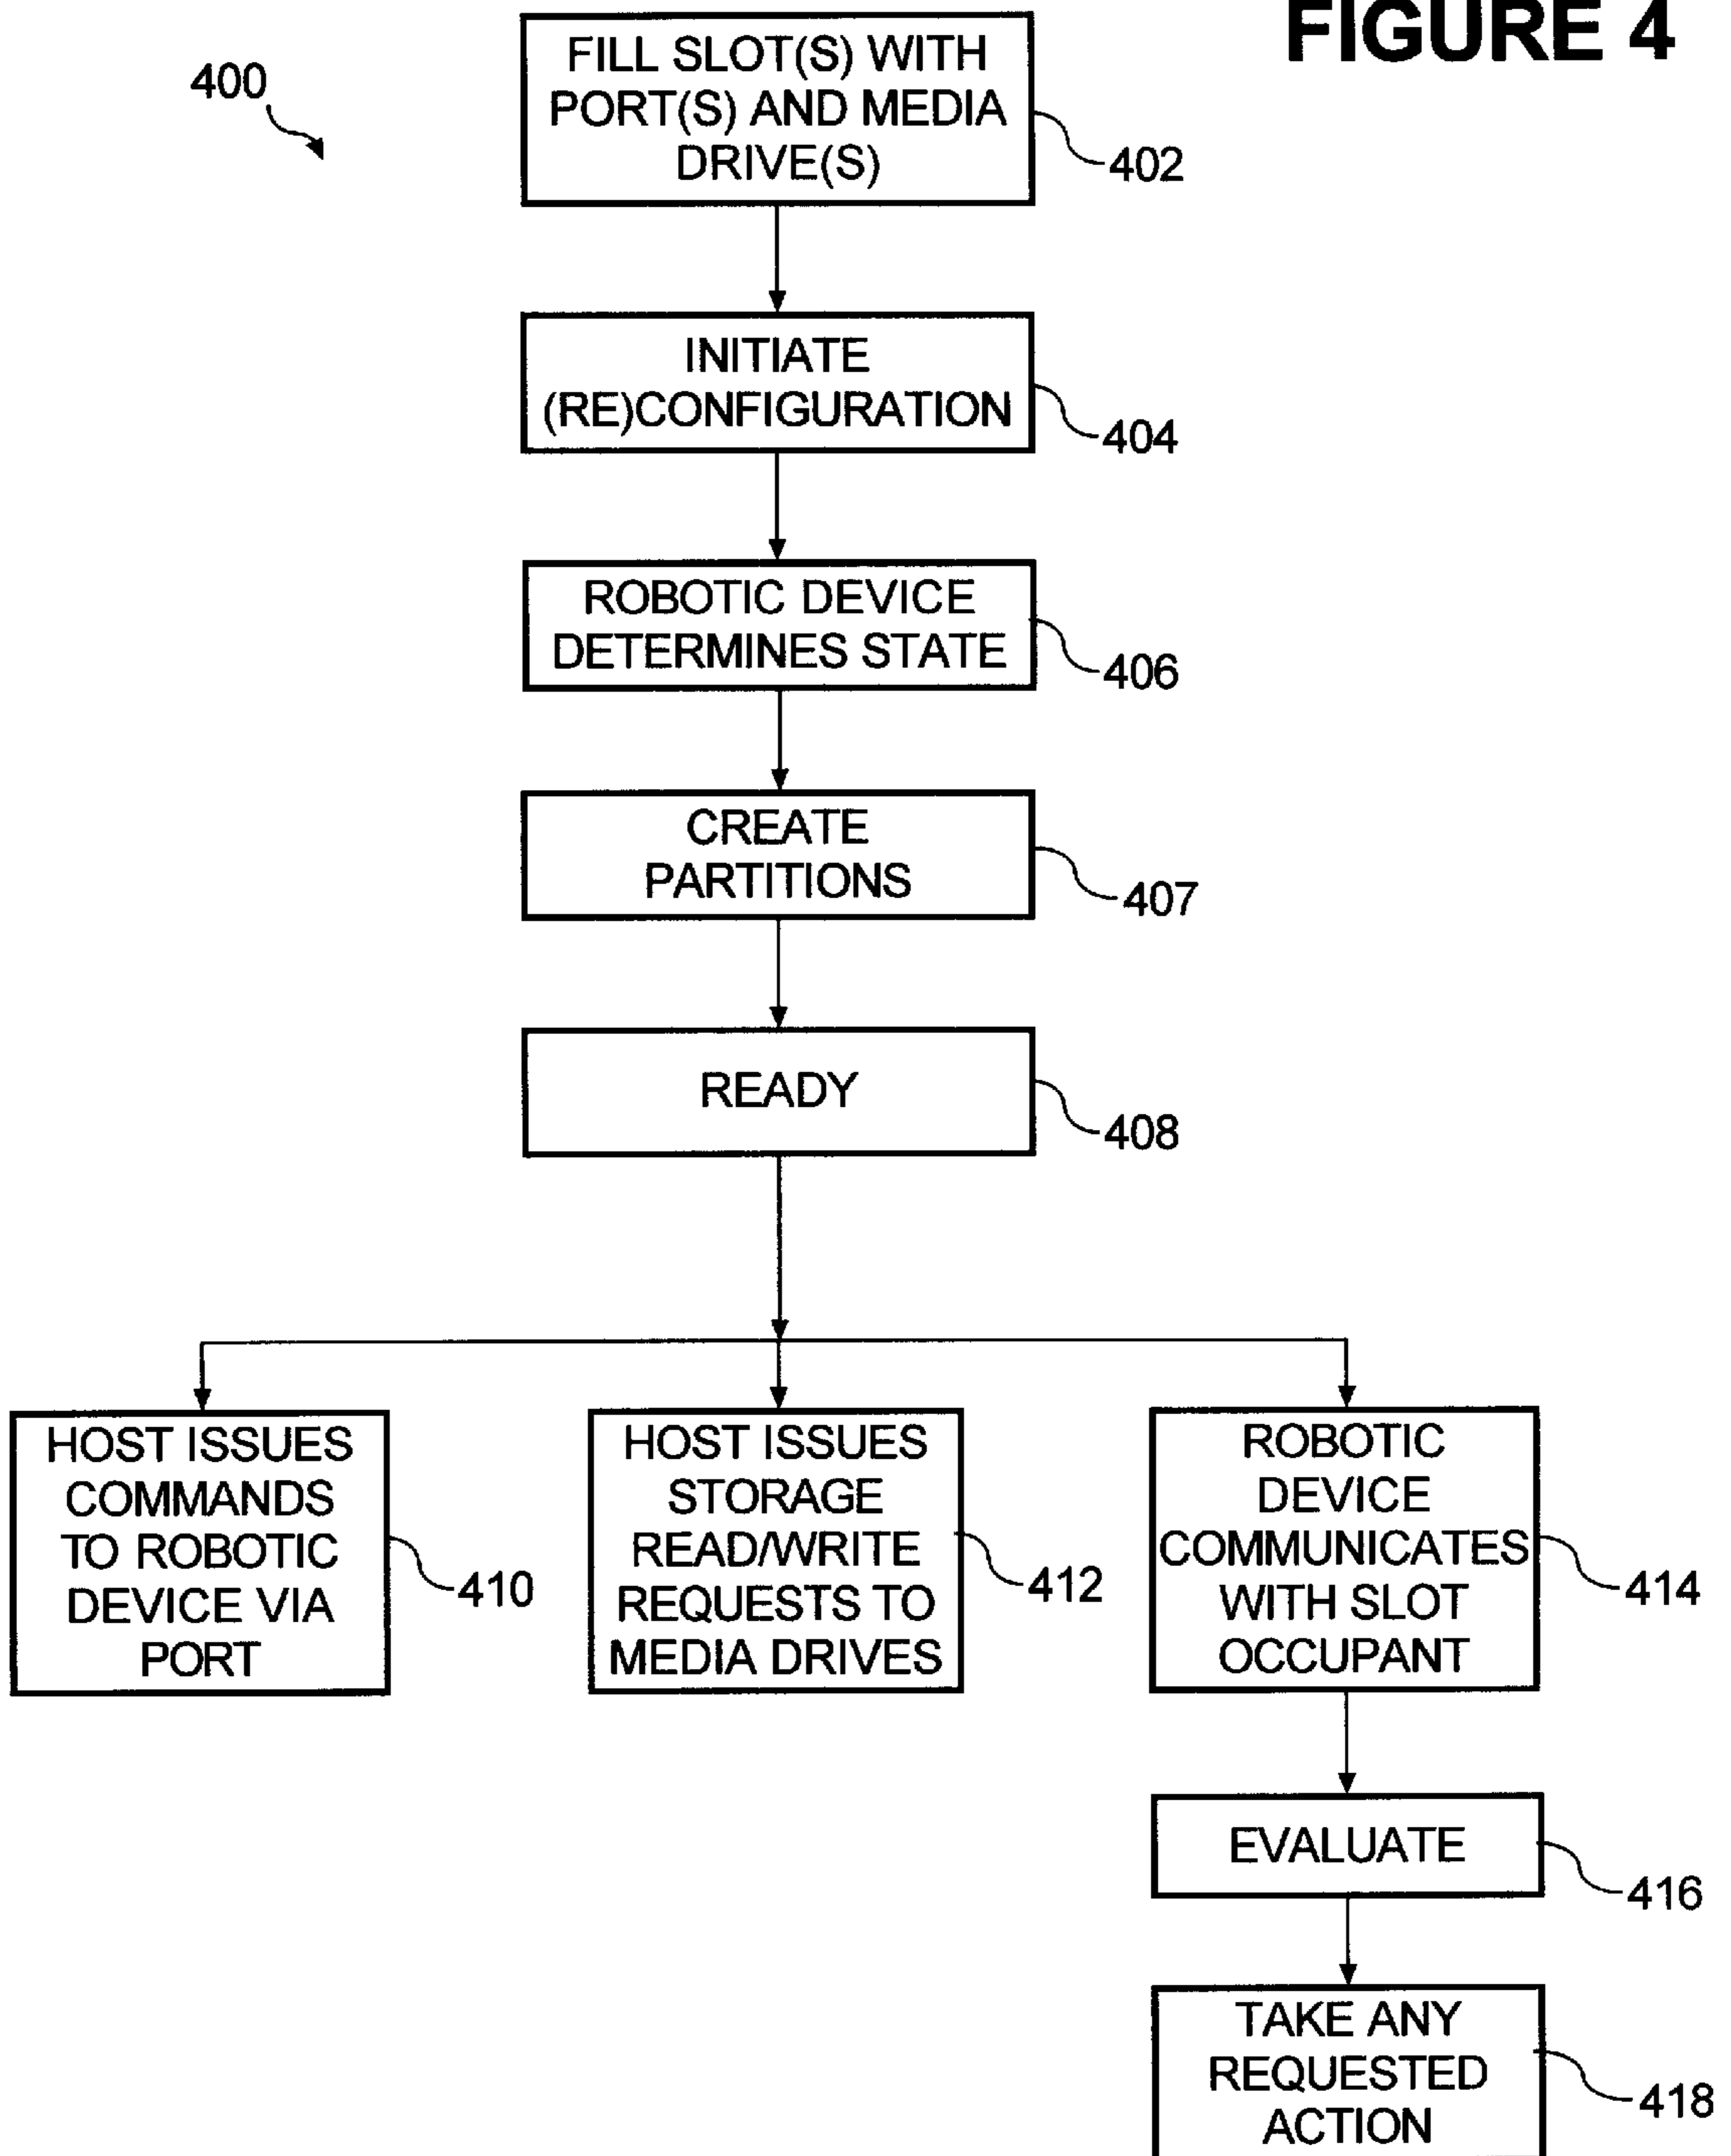 FIGURE 4
400
FILL SLOT(S) WITH
PORT(S) AND MEDIA
DRIVE(S)
402
INITIATE
(RE)CONFIGURATION
404
ROBOTIC DEVICE
DETERMINES STATE
406
CREATE
PARTITIONS
407
READY
408
HOST ISSUES
COMMANDS
TO ROBOTIC
DEVICE VIA
PORT
410
HOST ISSUES
STORAGE
READ/WRITE
REQUESTS TO
MEDIA DRIVES
412
ROBOTIC
DEVICE
COMMUNICATES
WITH SLOT
OCCUPANT
414
EVALUATE
416
TAKE ANY
REQUESTED
ACTION
418